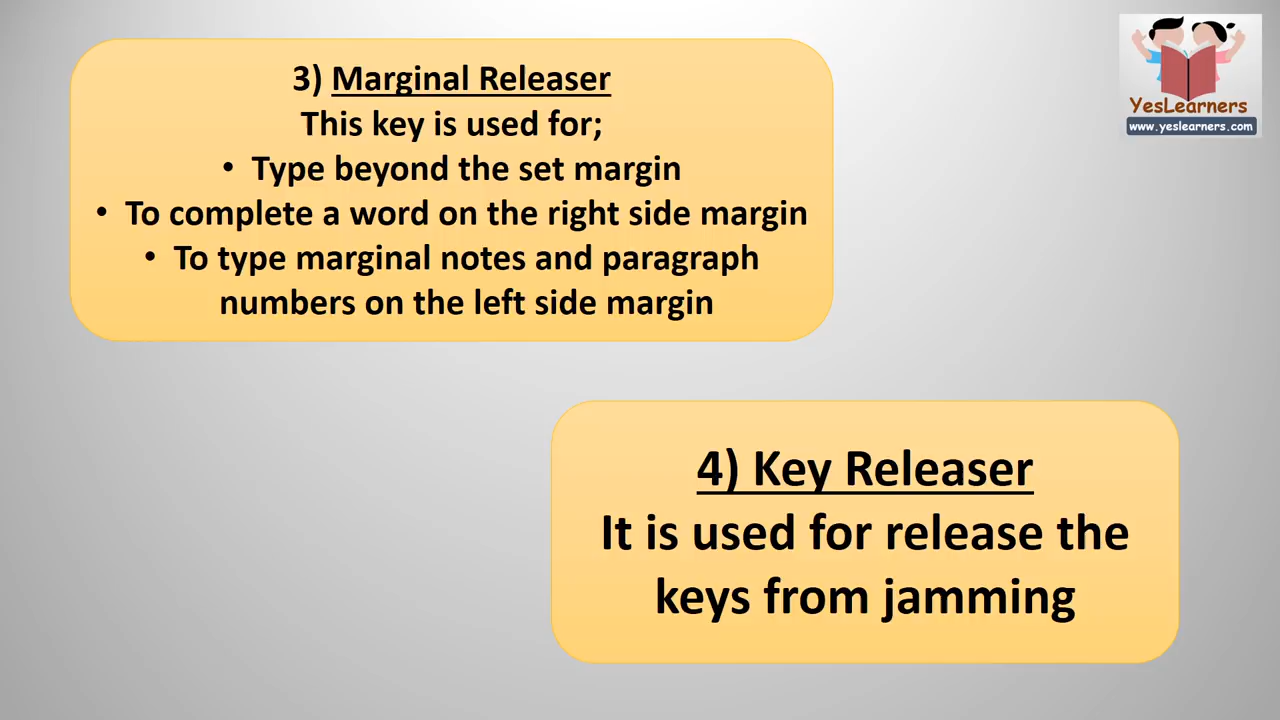 3) Marginal Releaser
This key is used for;
• Type beyond the set margin
• To complete a word on the right side margin
• To type marginal notes and paragraph
numbers on the left side margin
YesLearners
www.yeslearners.com
4) Key Releaser
It is used for release the
keys from jamming